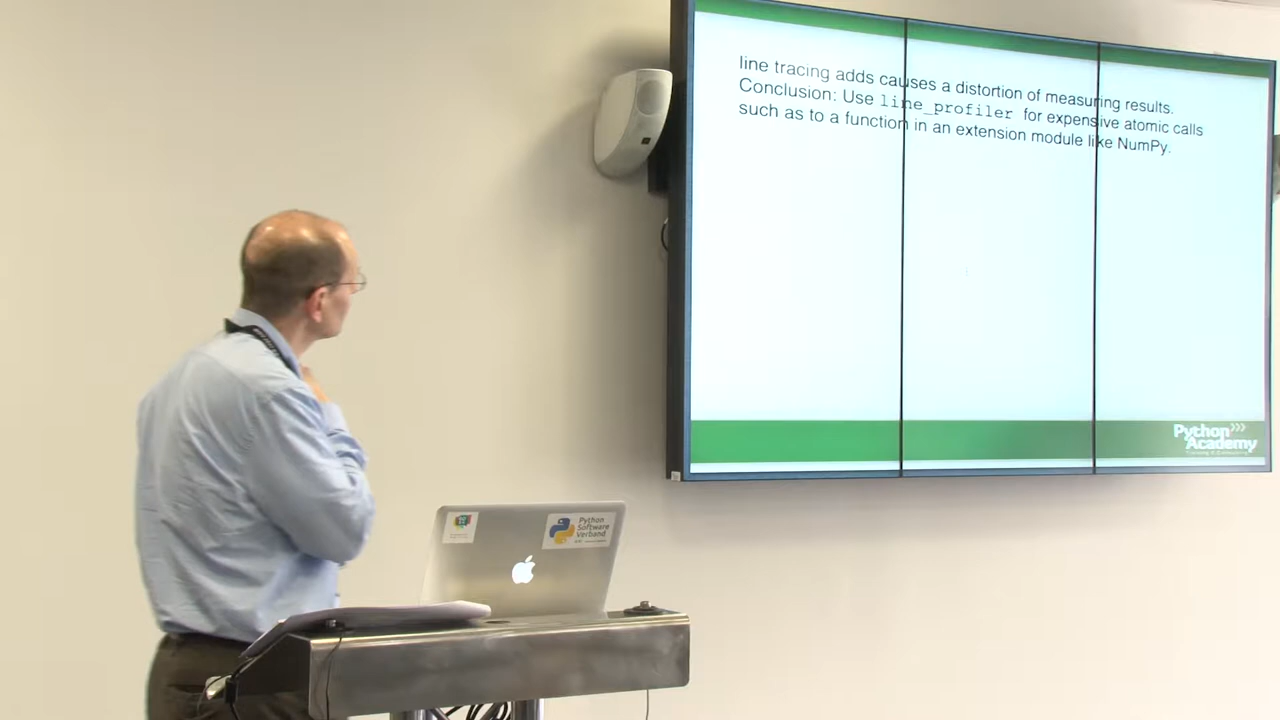 line tracing adds causes a distortion of measuring results.
Conclusion: Use line_profiler for expensive atomic calls
such as to a function in an extension module like NumPy.
Python
Academy
Python
Software
Verband